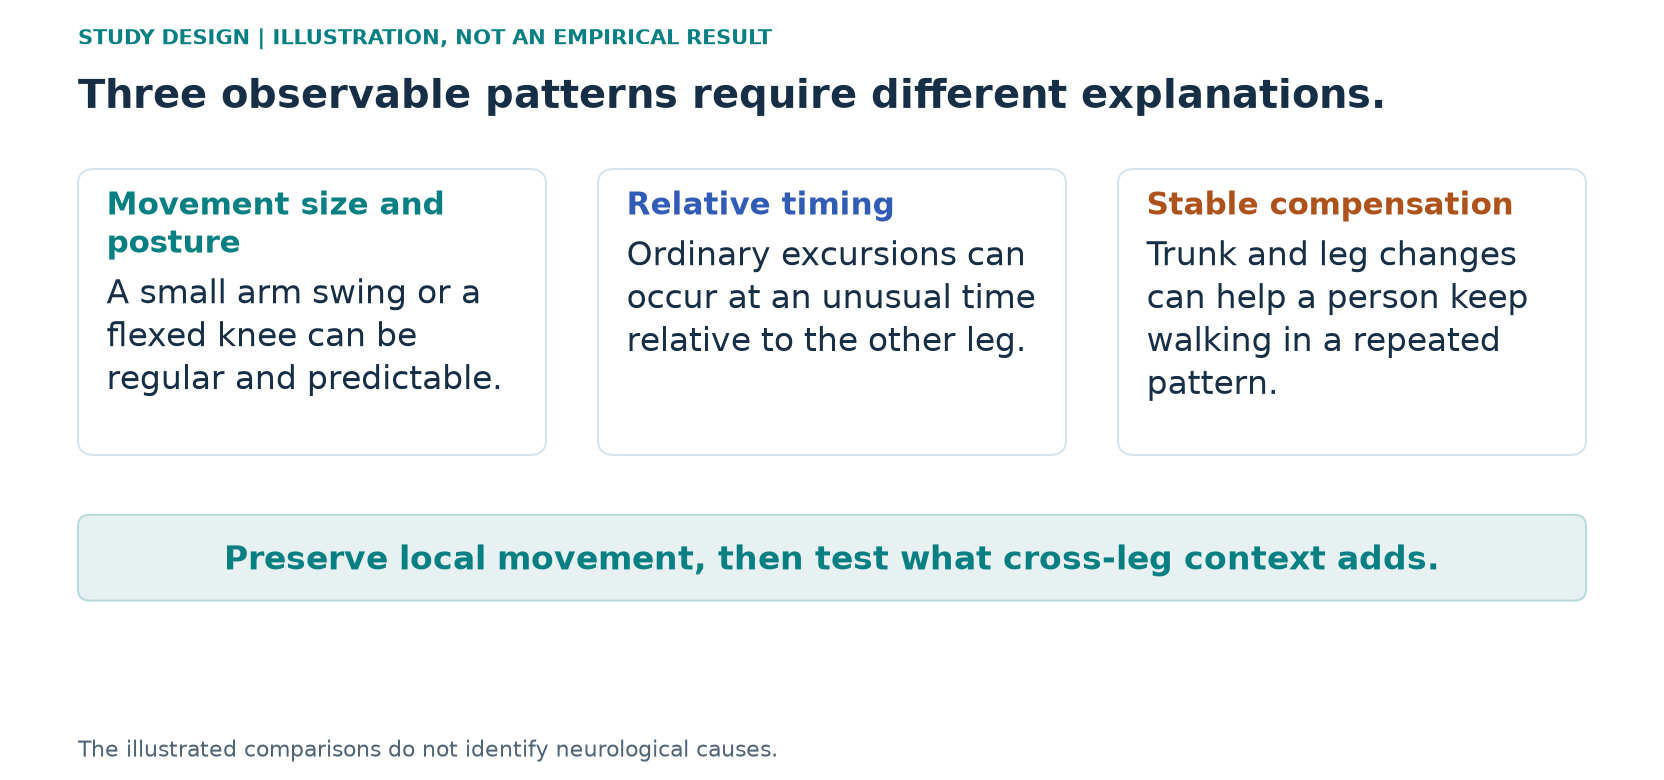 STUDY DESIGN | ILLUSTRATION, NOT AN EMPIRICAL RESULT
Three observable patterns require different explanations.
Movement size and
posture
A small arm swing or a
flexed knee can be
regular and predictable.
Relative timing
Ordinary excursions can
occur at an unusual time
relative to the other leg.
Stable compensation
Trunk and leg changes
can help a person keep
walking in a repeated
pattern.
Preserve local movement, then test what cross-leg context adds.
The illustrated comparisons do not identify neurological causes.